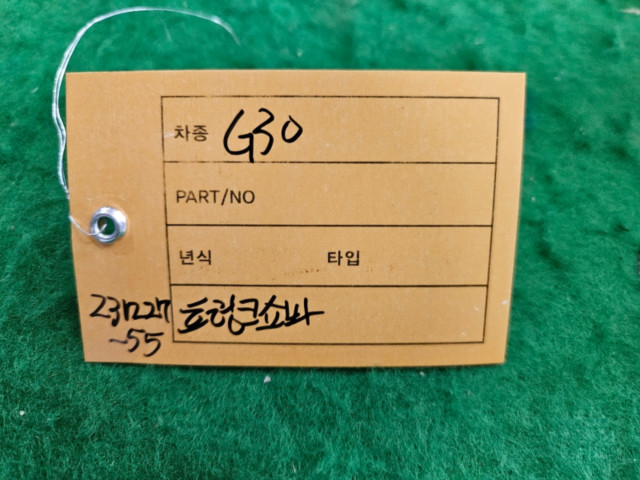 차종 G30
PART/NO
년식 타입
트렁크쇼바
231227
~55